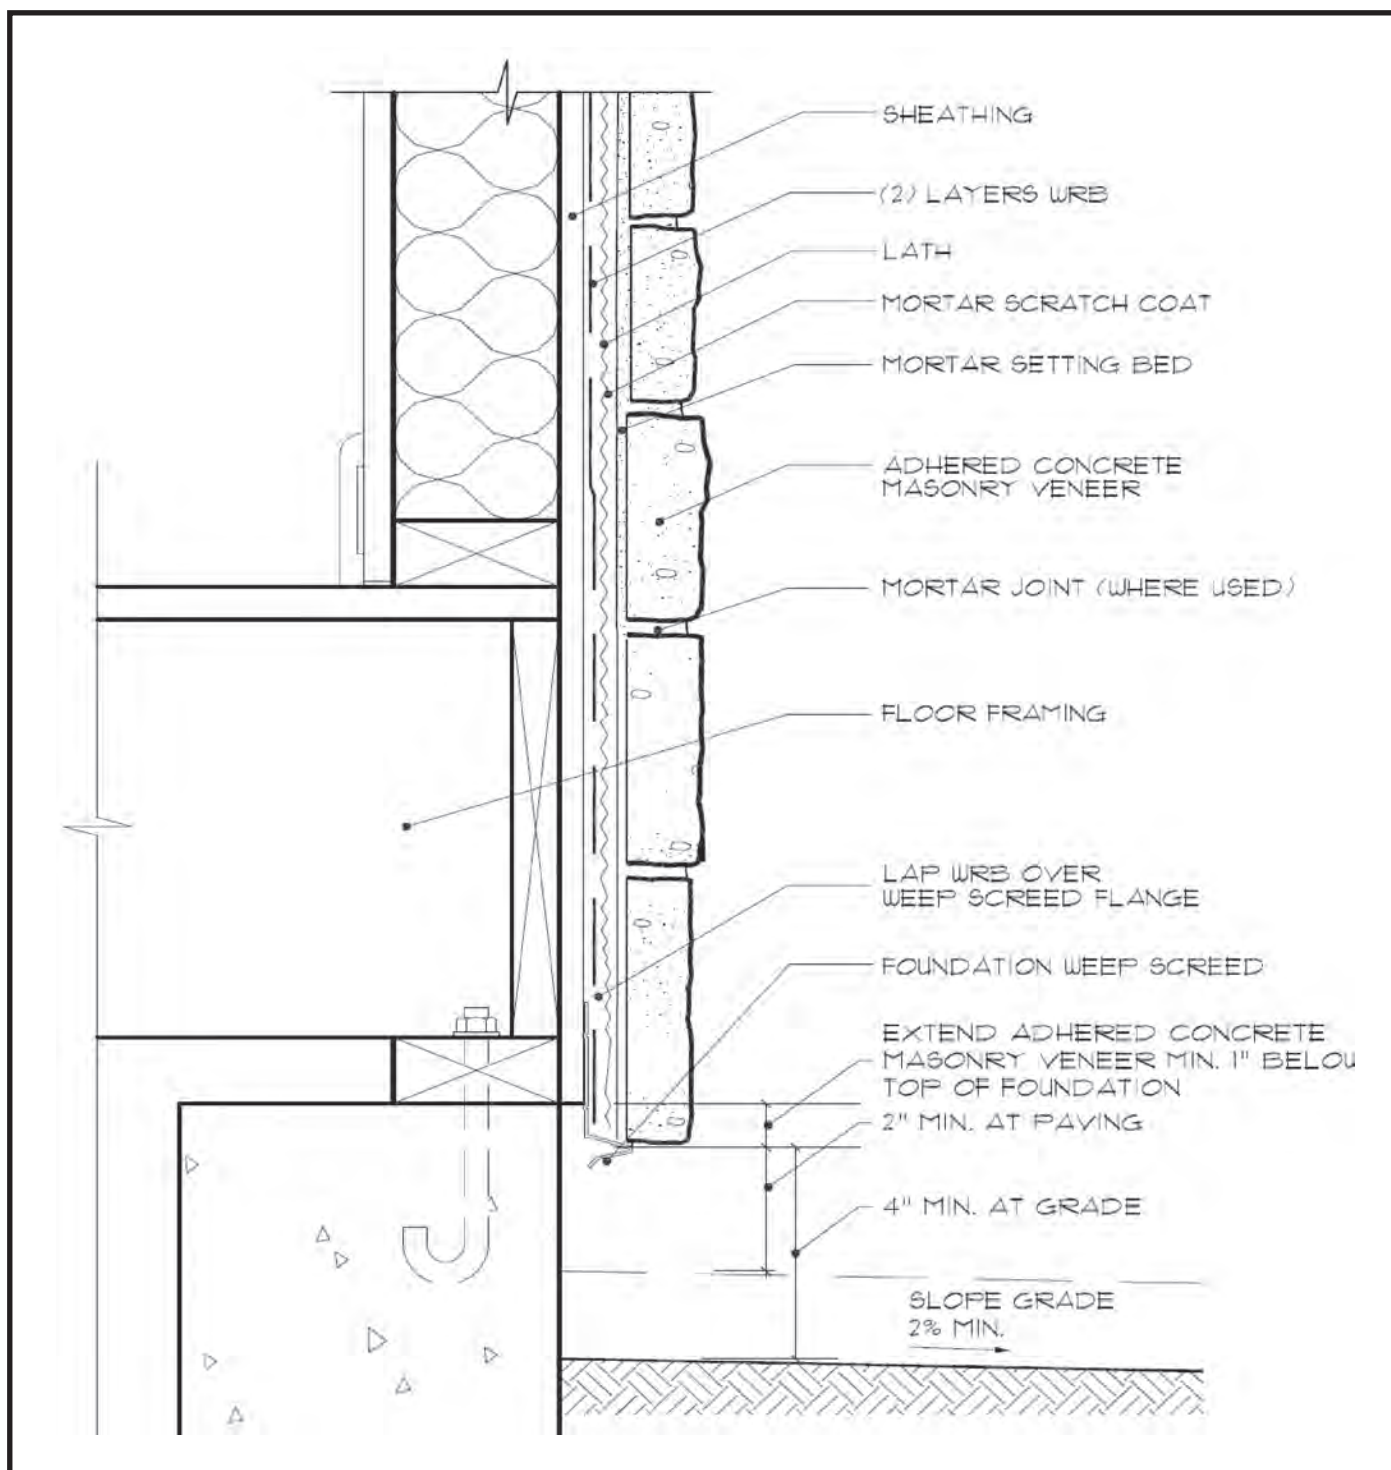 SHEATHING
(2) LAYERS WRB
LATH
MORTAR SCRATCH COAT
MORTAR SETTING BED
ADHERED CONCRETE
MASONRY VENEER
MORTAR JOINT (WHERE USED)
FLOOR FRAMING
LAP WRB OVER
WEEP SCREED FLANGE
FOUNDATION WEEP SCREED
EXTEND ADHERED CONCRETE
MASONRY VENEER MIN. 1" BELOW
TOP OF FOUNDATION
2" MIN. AT PAVING
4" MIN. AT GRADE
SLOPE GRADE
2% MIN.